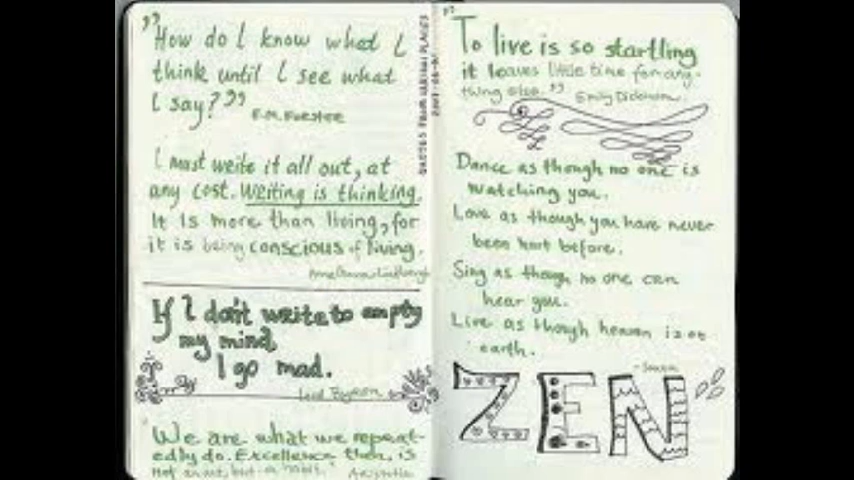 "How do I know what I
think until I see what
I say?"
E.M. Forster
I must write it all out, at
any cost. Writing is thinking.
It is more than living, for
it is being conscious of living.
If I don't write to empty
my mind,
I go mad.
Lord Byron
We are what we repeat-
edly do. Excellence then, is
not an act, but a habit."
Aristotle
QUOTES FROM VARIOUS PLACES
"To live is so startling
it leaves little time for any-
thing else."
Emily Dickinson
Dance as though no one is
watching you.
Love as though you have never
been hurt before.
Sing as though no one can
hear you.
Live as though heaven is on
earth.
- Souza
ZEN